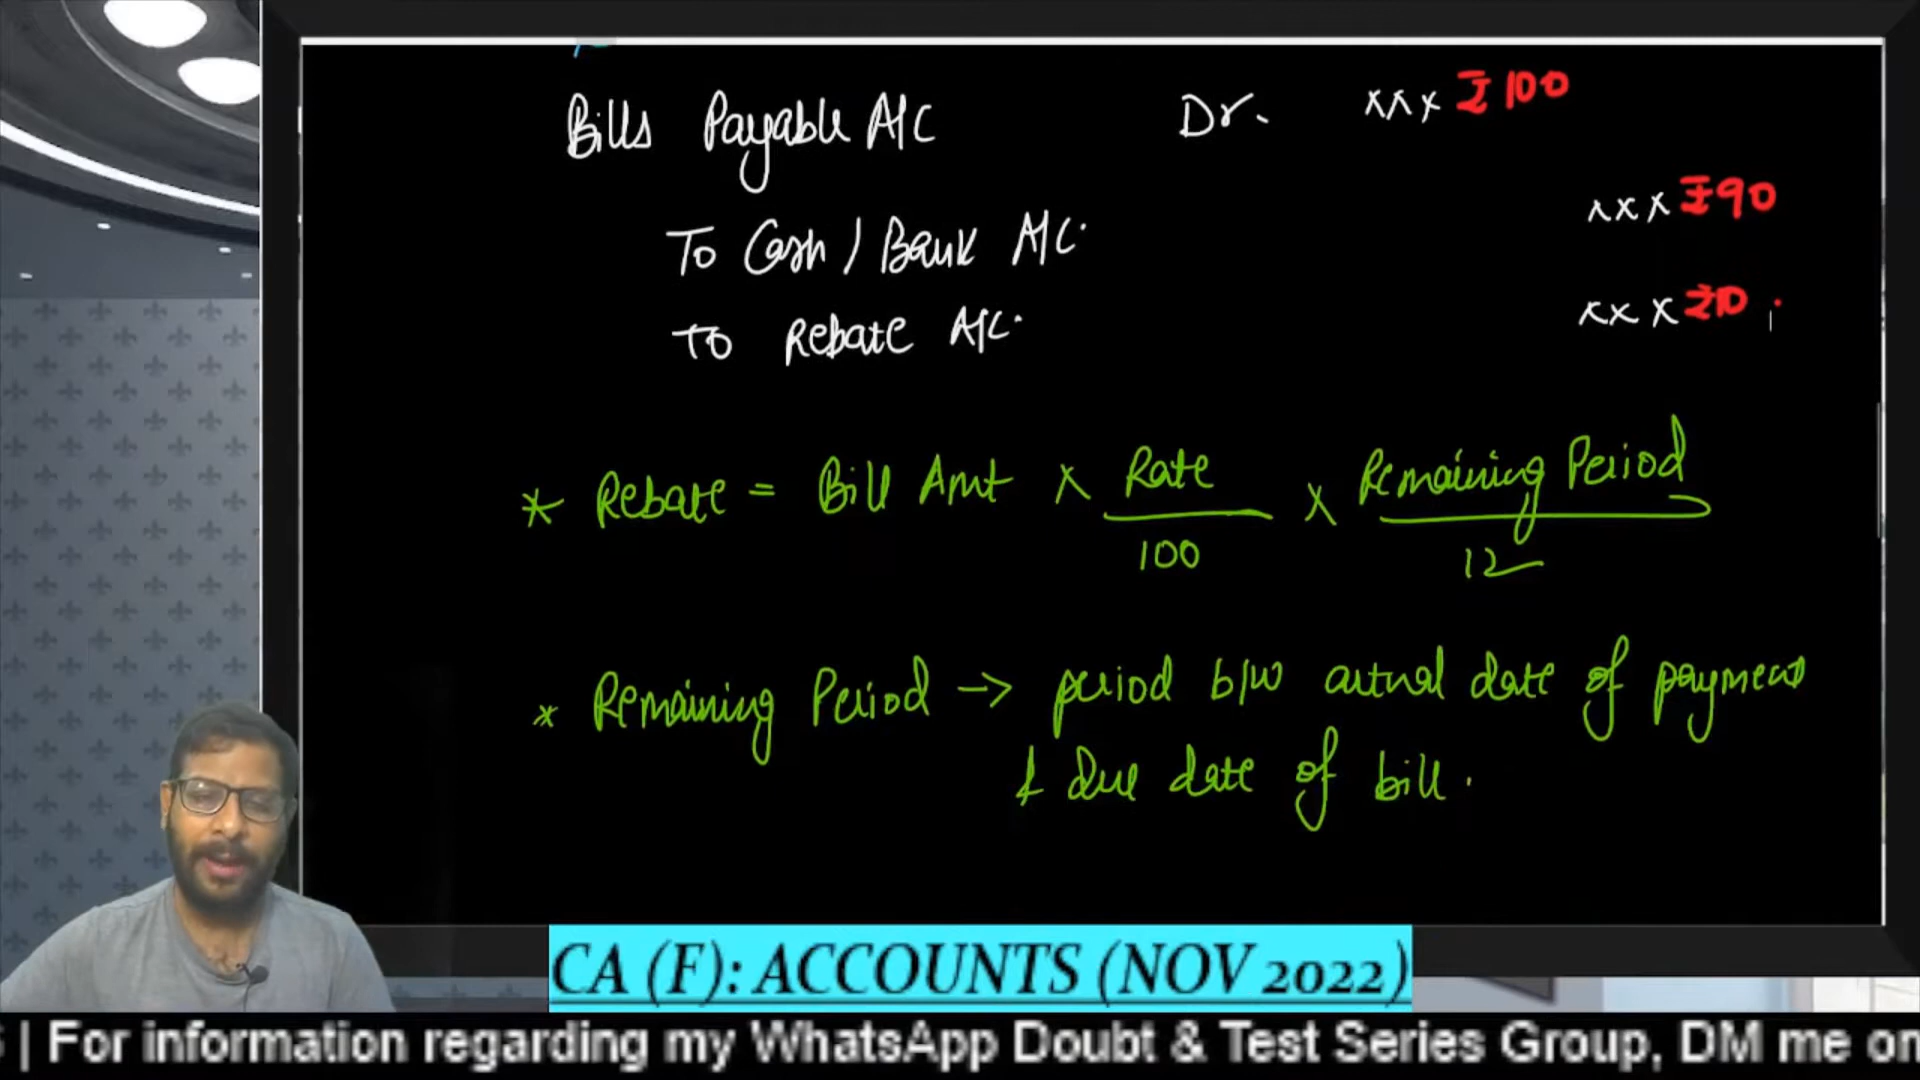 Bills Payable A/C Dr. xxx ₹100
To Cash / Bank A/C. xxx ₹90
To Rebate A/C. xxx ₹10
* Rebate = Bill Amt x Rate / 100 x Remaining Period / 12
* Remaining Period → period b/w actual date of payment
& Due date of bill.
CA (F): ACCOUNTS (NOV 2022)
| For information regarding my WhatsApp Doubt & Test Series Group, DM me on